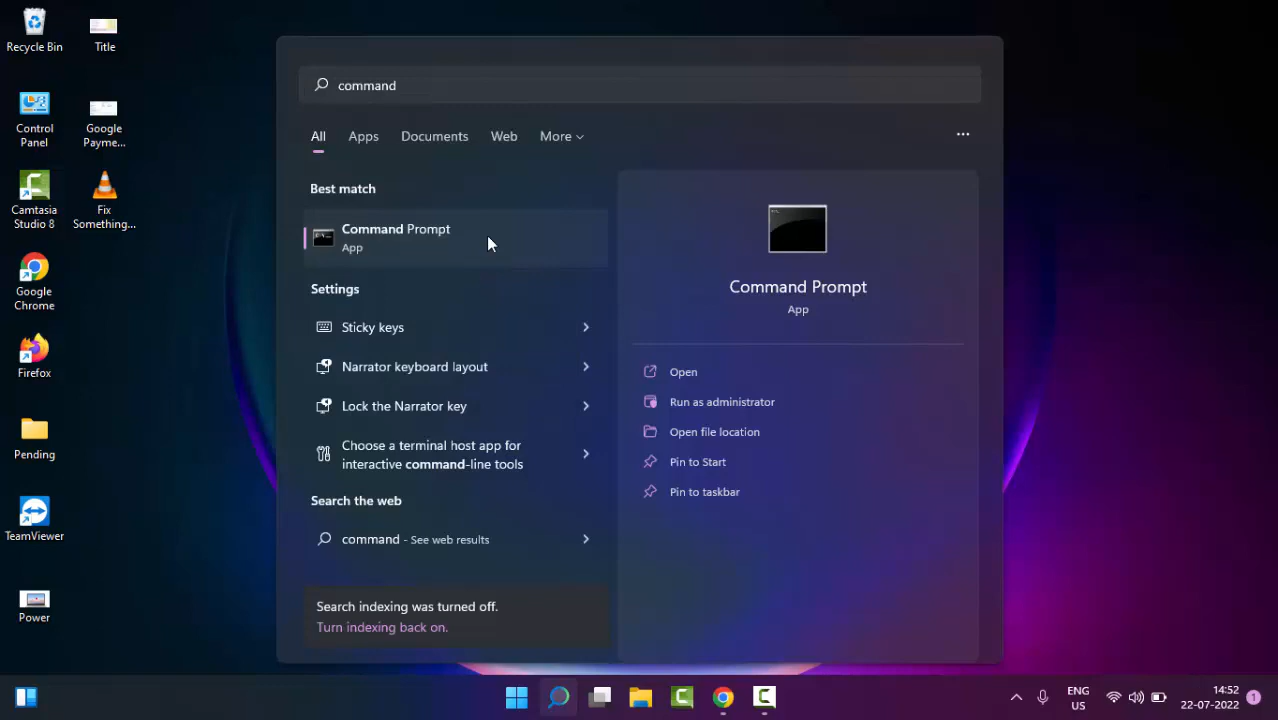 Recycle Bin
Title
Control
Panel
Google
Payme...
Camtasia
Studio 8
Fix
Something...
Google
Chrome
Firefox
Pending
TeamViewer
Power
command
All
Apps
Documents
Web
More
...
Best match
Command Prompt
App
Settings
Sticky keys
Narrator keyboard layout
Lock the Narrator key
Choose a terminal host app for
interactive command-line tools
Search the web
command - See web results
Search indexing was turned off.
Turn indexing back on.
Command Prompt
App
Open
Run as administrator
Open file location
Pin to Start
Pin to taskbar
ENG
US
14:52
22-07-2022
1